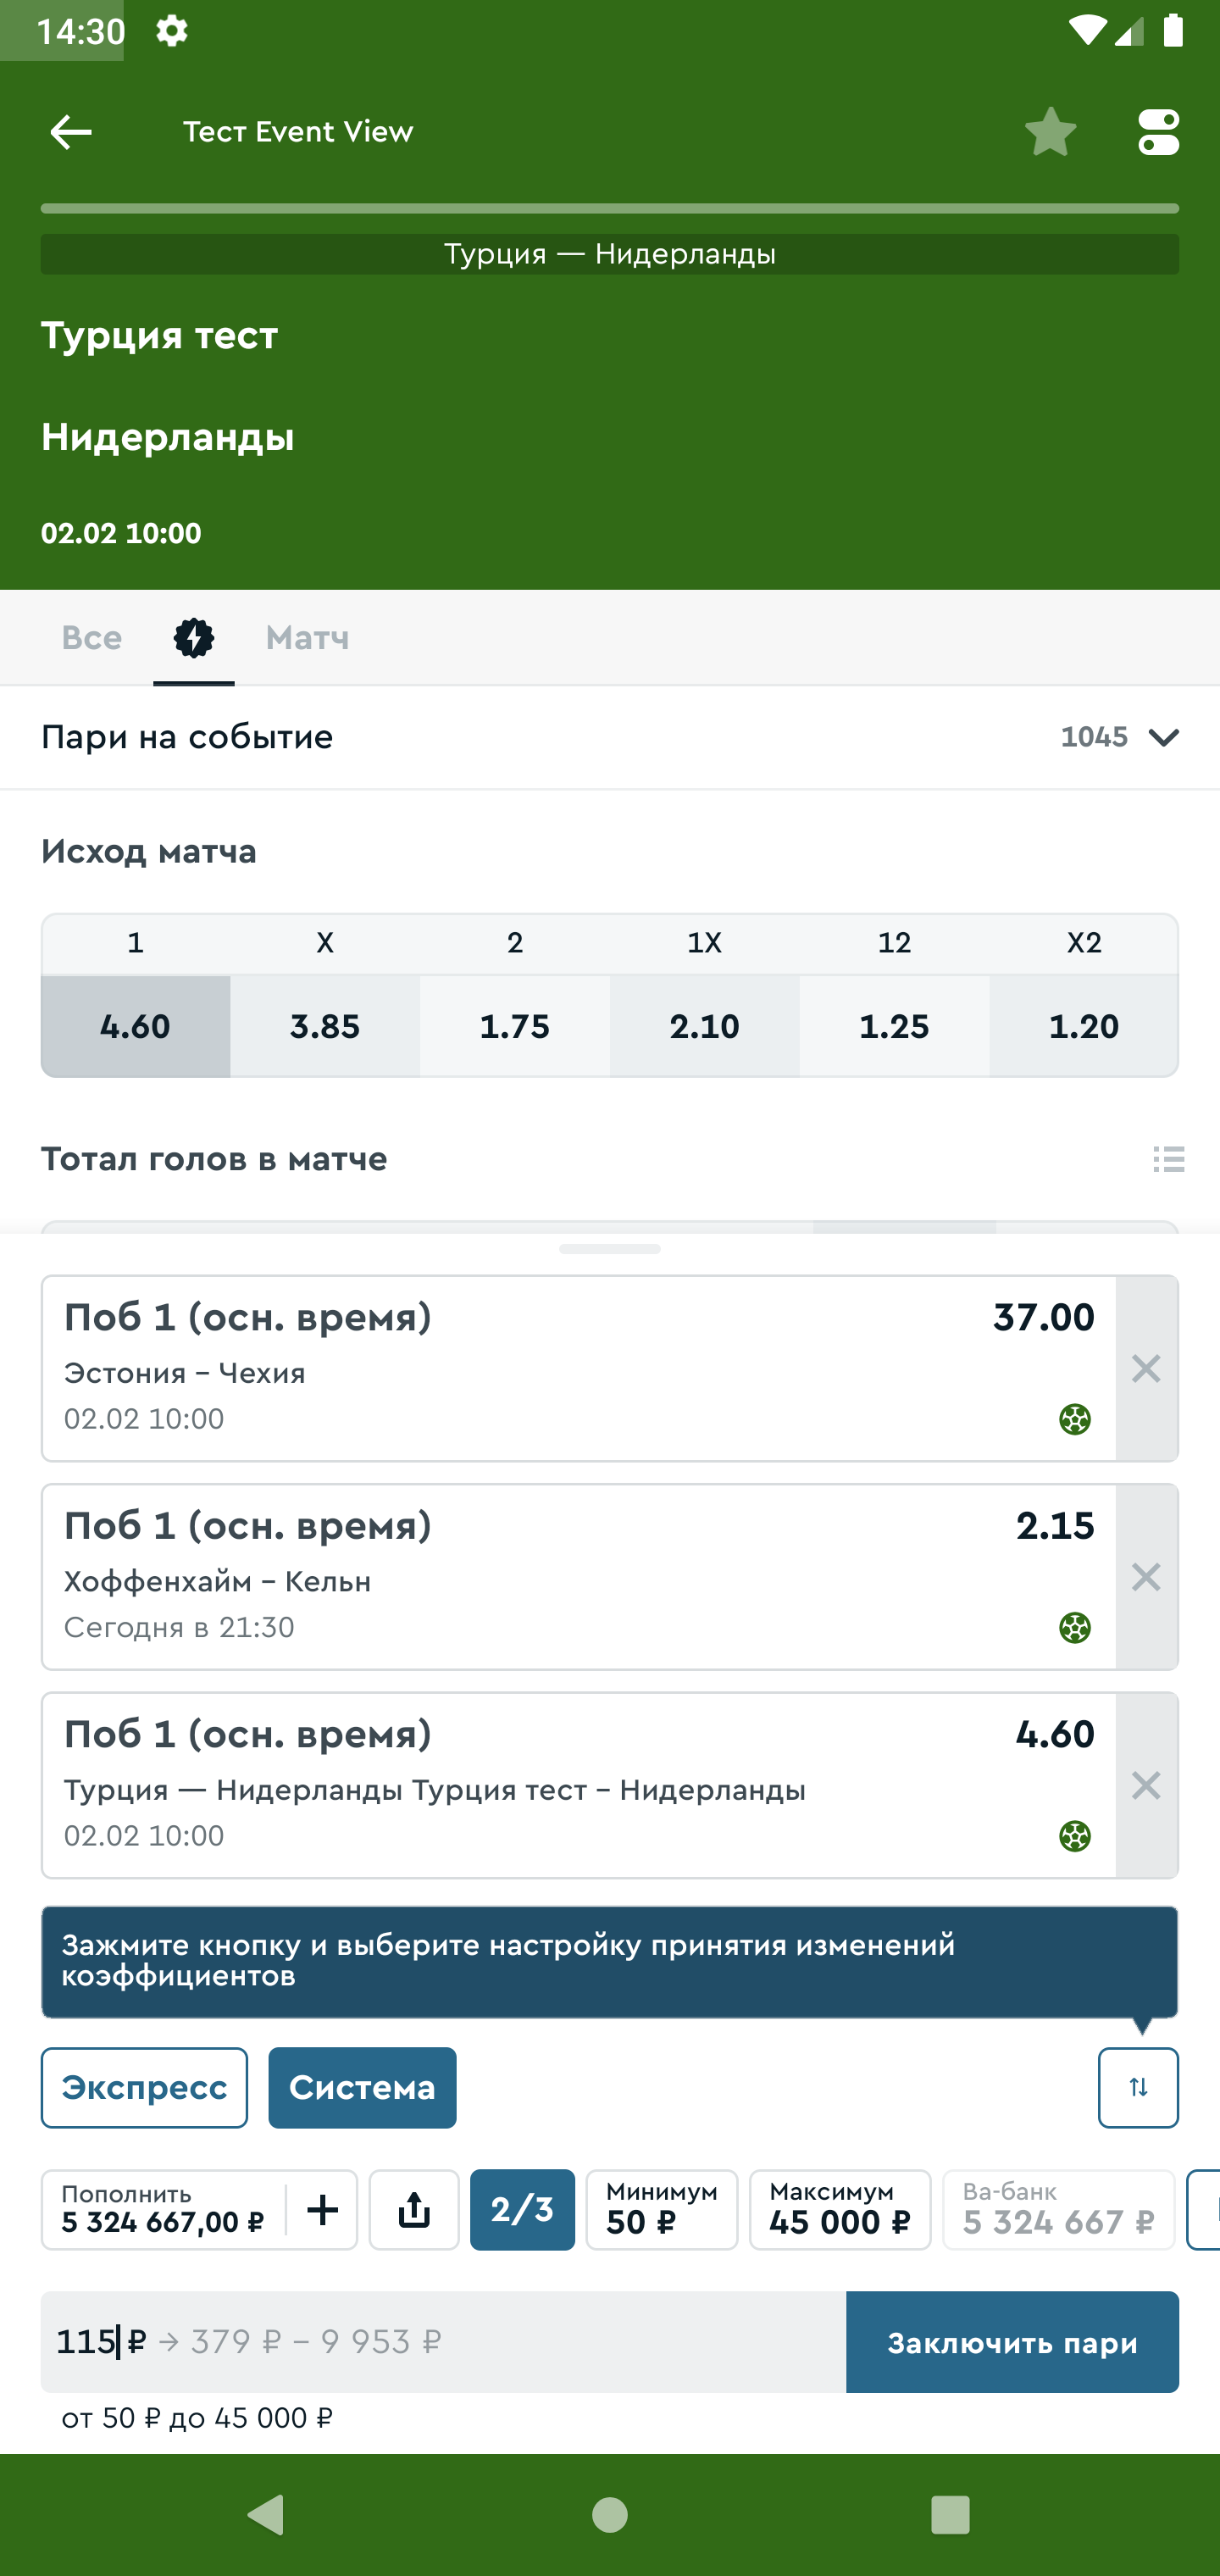 14:30
Тест Event View
Турция — Нидерланды
Турция тест
Нидерланды
02.02 10:00
Все Матч
Пари на событие 1045
Исход матча
1 X 2 1X 12 X2
4.60 3.85 1.75 2.10 1.25 1.20
Тотал голов в матче
Поб 1 (осн. время) 37.00
Эстония – Чехия
02.02 10:00
Поб 1 (осн. время) 2.15
Хоффенхайм – Кельн
Сегодня в 21:30
Поб 1 (осн. время) 4.60
Турция — Нидерланды Турция тест – Нидерланды
02.02 10:00
Зажмите кнопку и выберите настройку принятия изменений
коэффициентов
Экспресс Система
Пополнить Минимум Максимум Ва-банк
5 324 667,00 ₽ + 2/3 50 ₽ 45 000 ₽ 5 324 667 ₽
115 ₽ → 379 ₽ – 9 953 ₽ Заключить пари
от 50 ₽ до 45 000 ₽